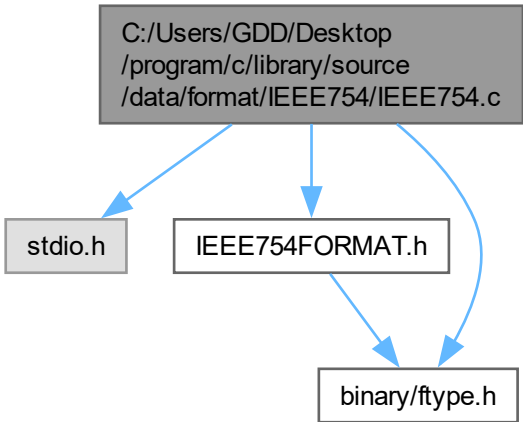 C:/Users/GDD/Desktop
/program/c/library/source
/data/format/IEEE754/IEEE754.c
stdio.h
IEEE754FORMAT.h
binary/ftype.h